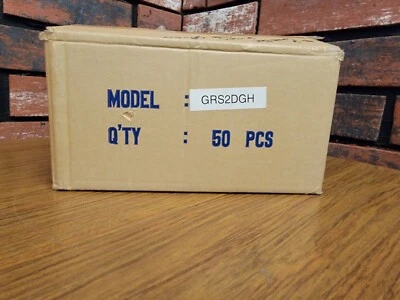 MODEL : GRS2DGH
Q'TY : 50 PCS